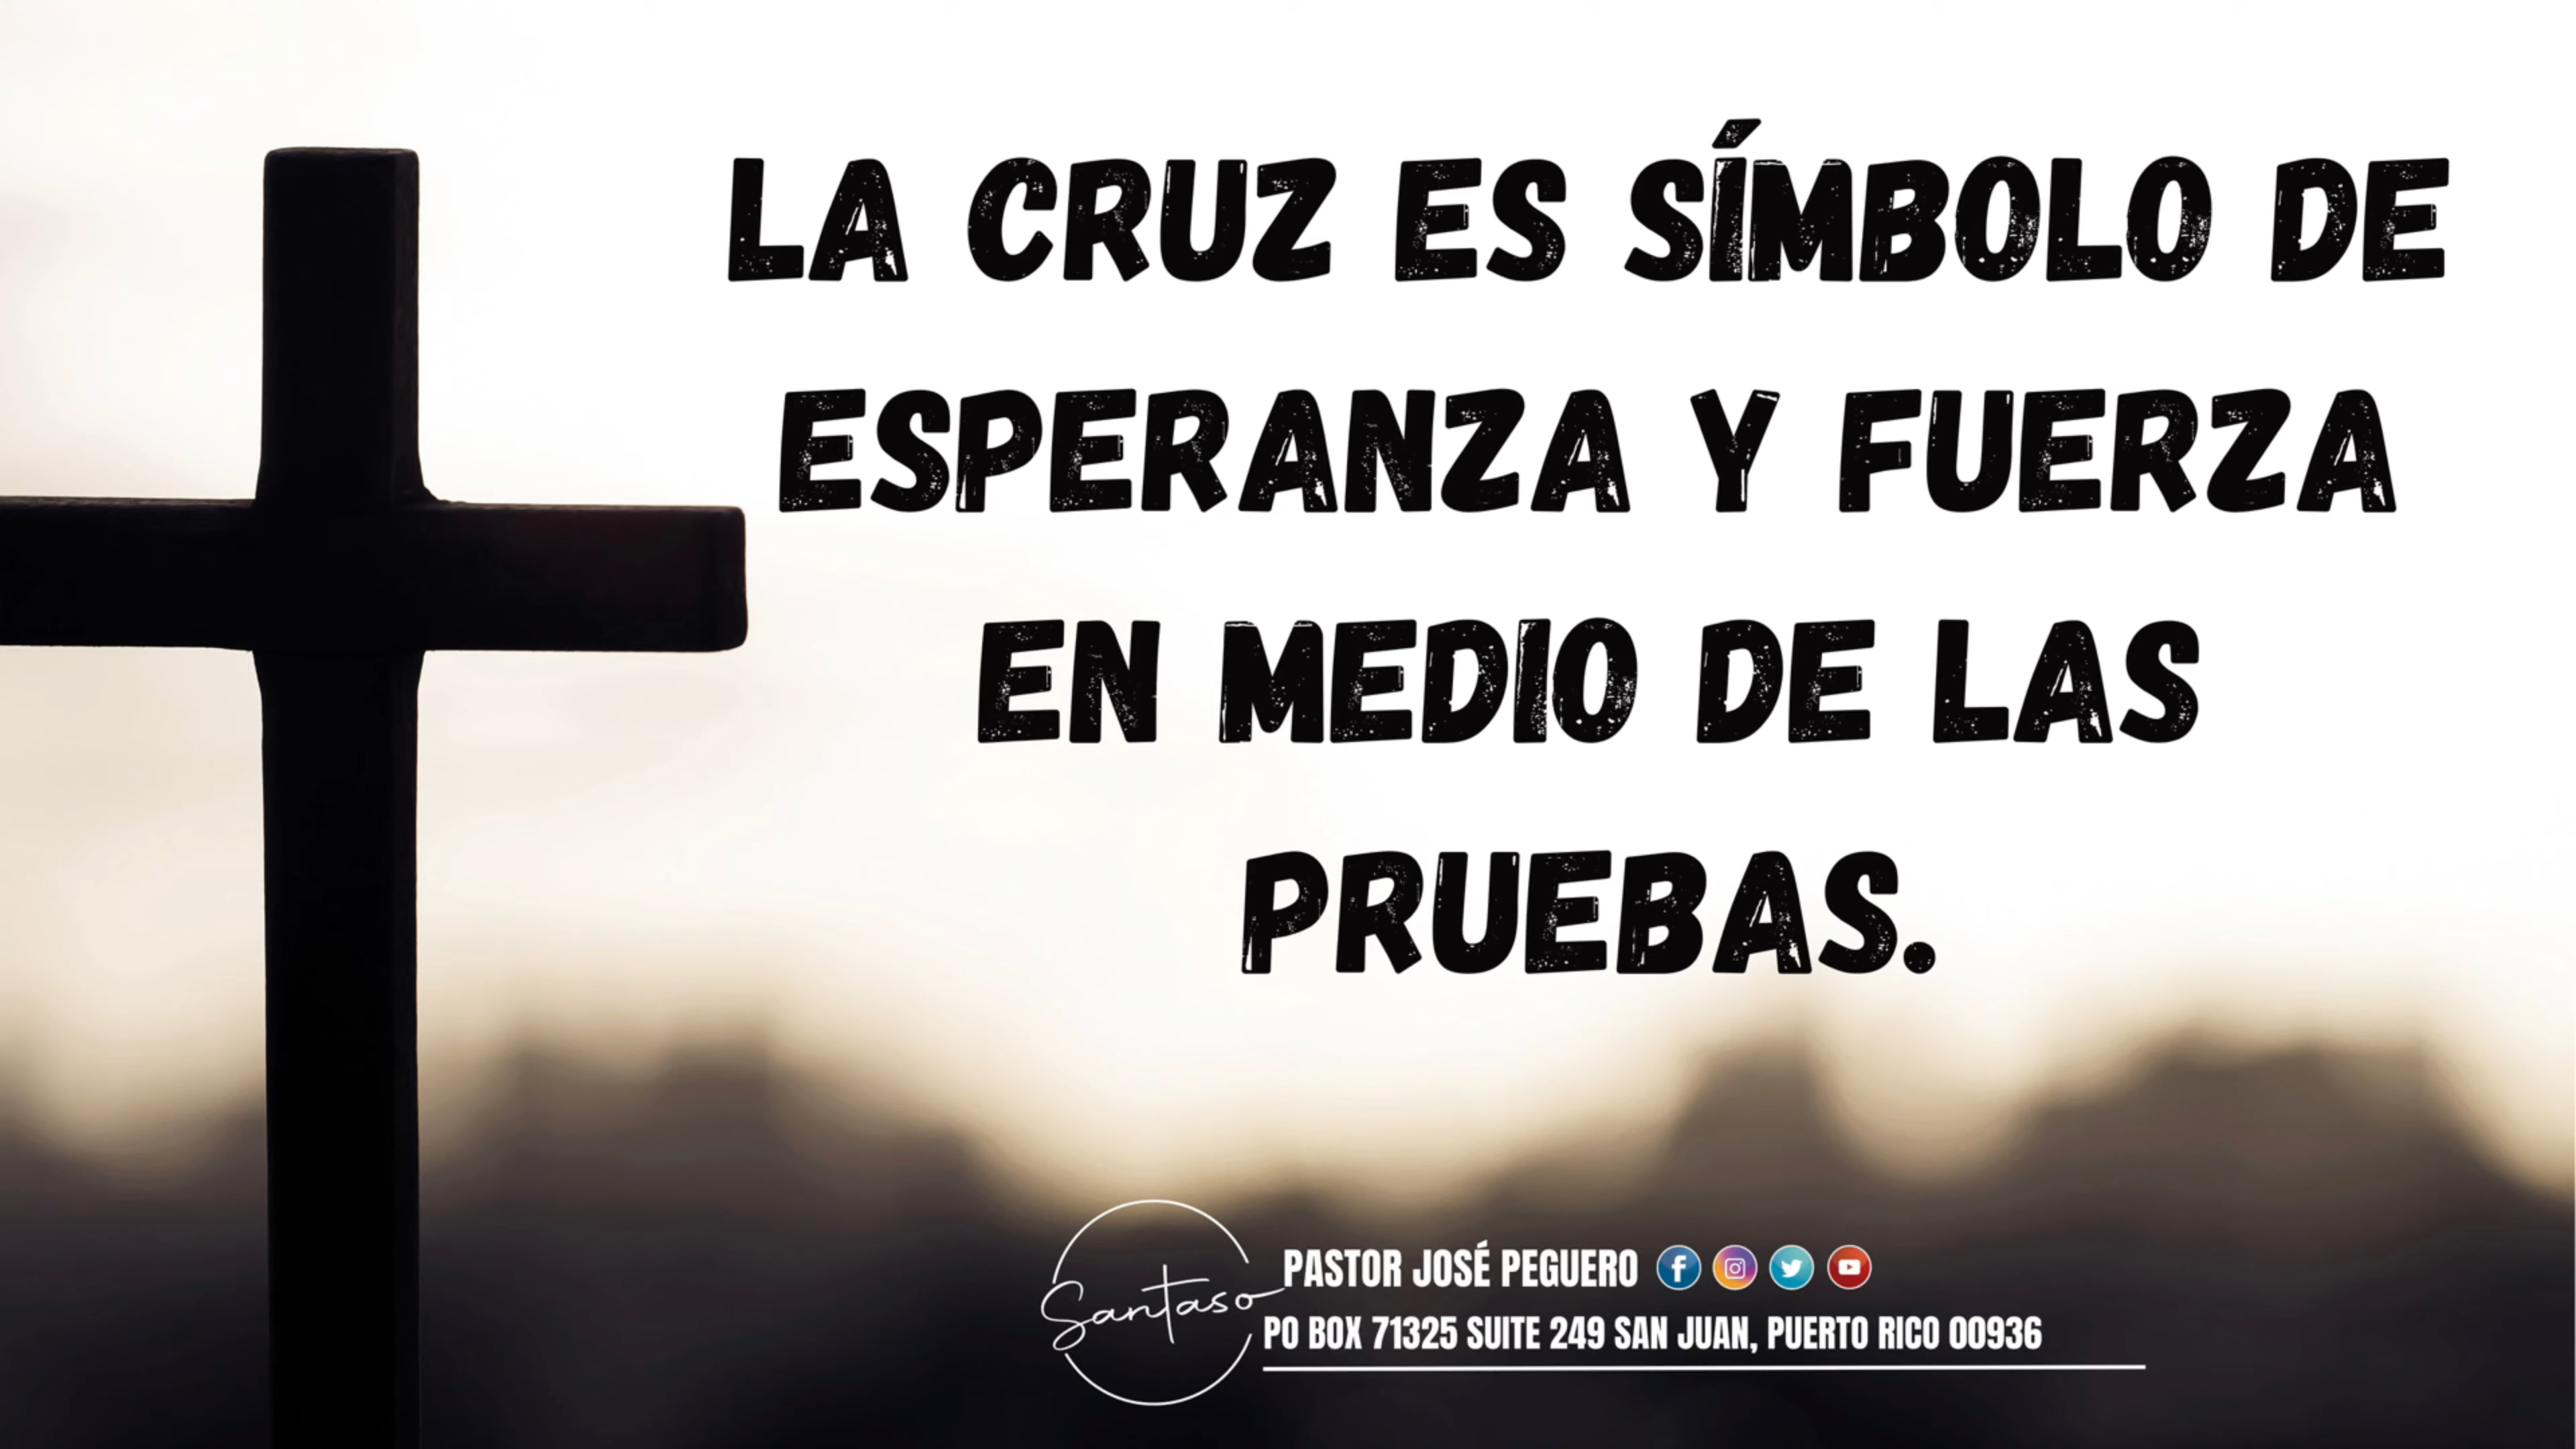 LA CRUZ ES SÍMBOLO DE
ESPERANZA Y FUERZA
EN MEDIO DE LAS
PRUEBAS.
Santaso
PASTOR JOSÉ PEGUERO
PO BOX 71325 SUITE 249 SAN JUAN, PUERTO RICO 00936